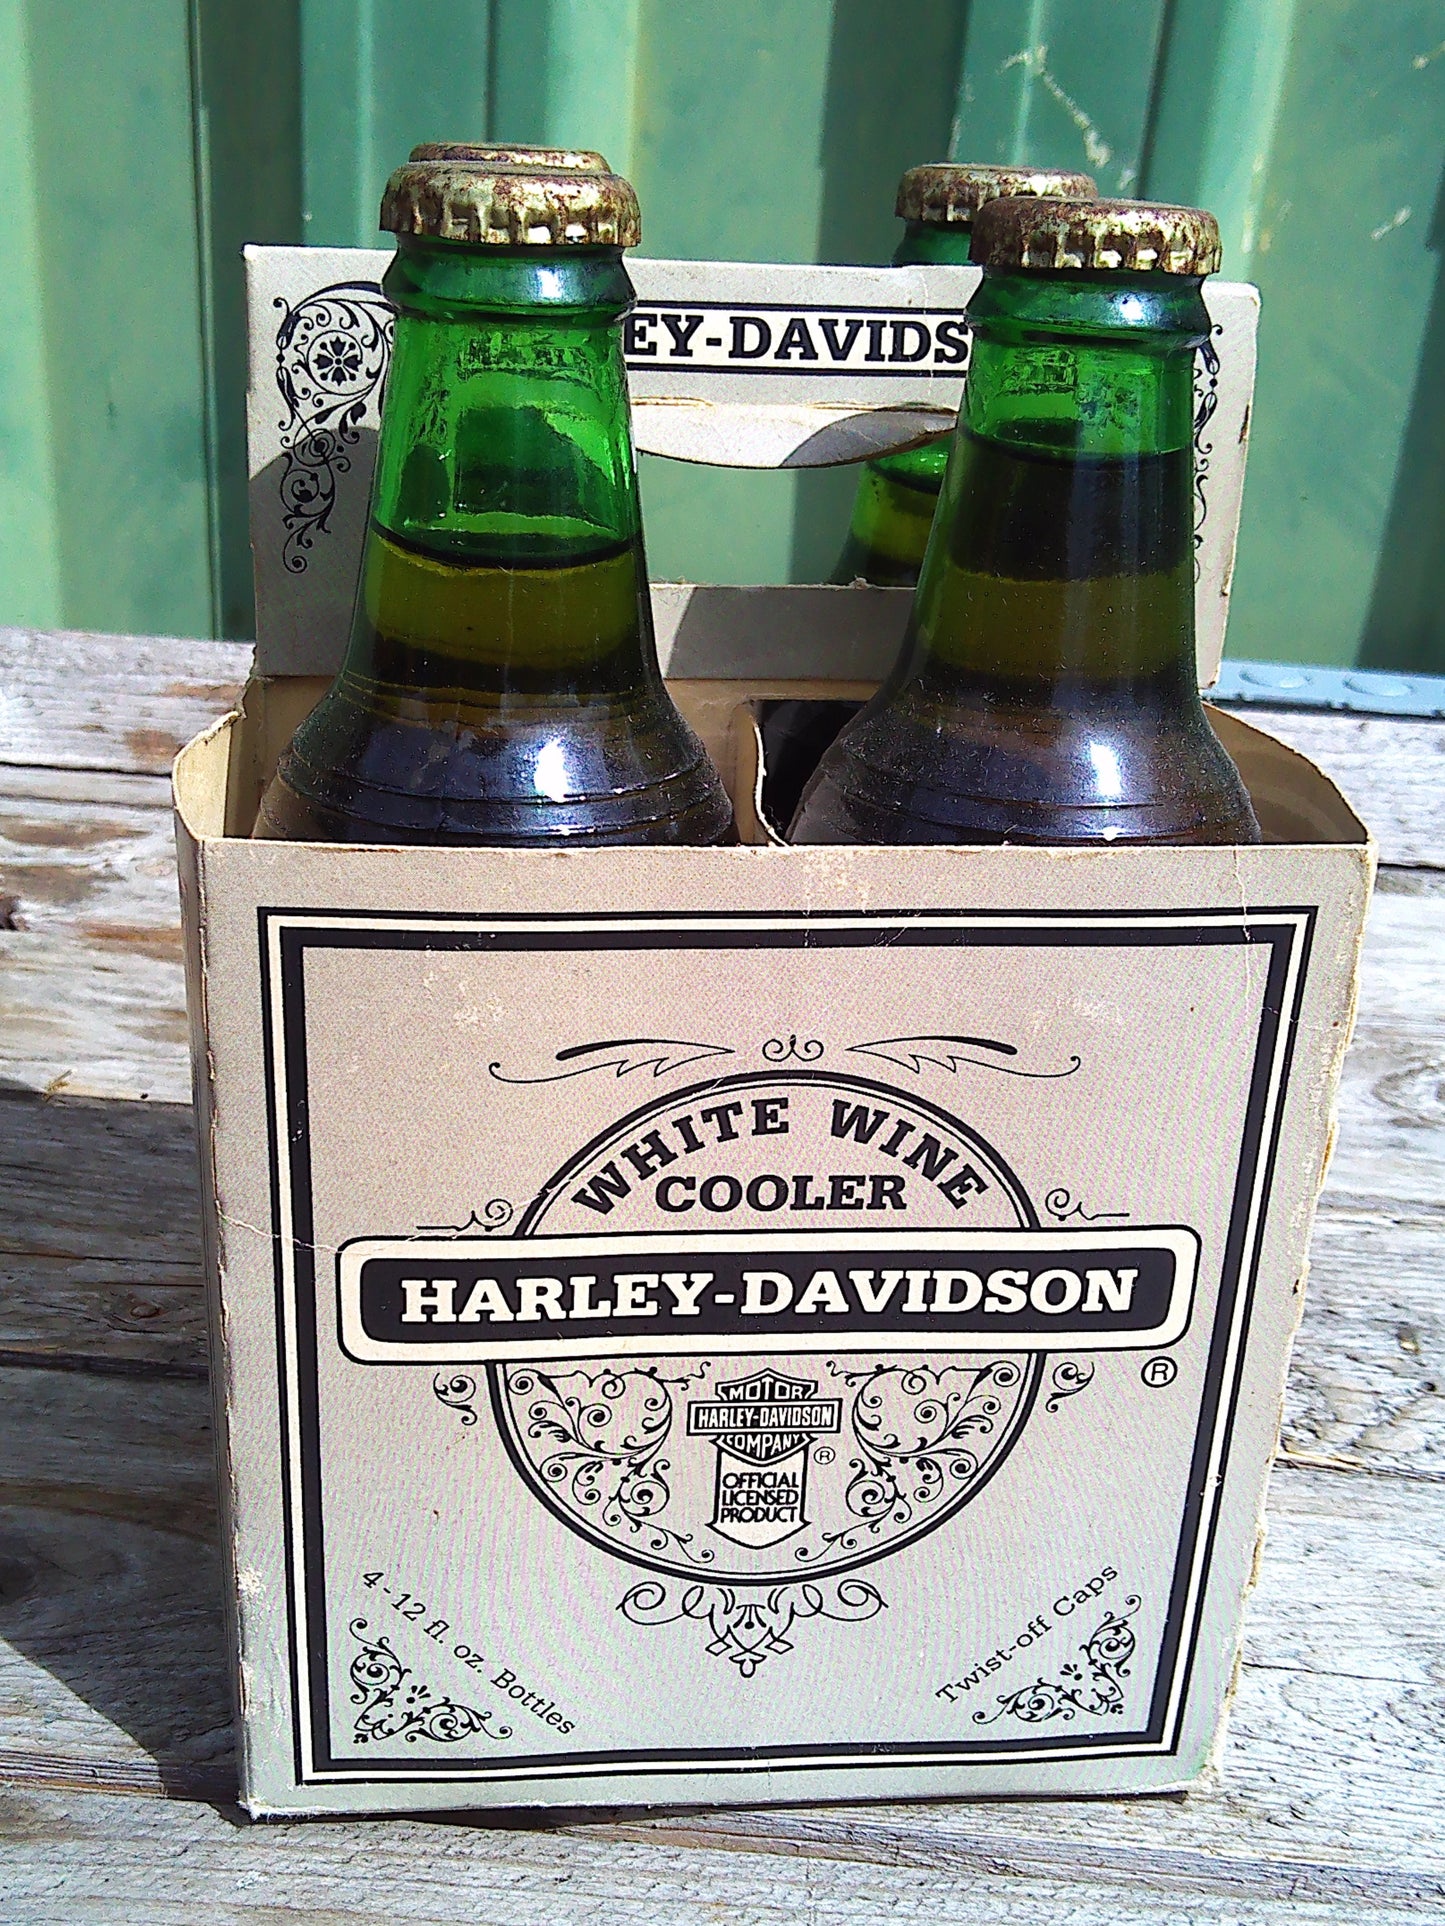 EY-DAVIDS
WHITE WINE
COOLER
HARLEY-DAVIDSON
®
MOTOR
HARLEY-DAVIDSON
COMPANY
®
OFFICIAL
LICENSED
PRODUCT
4-12 fl. oz. Bottles
Twist-off Caps